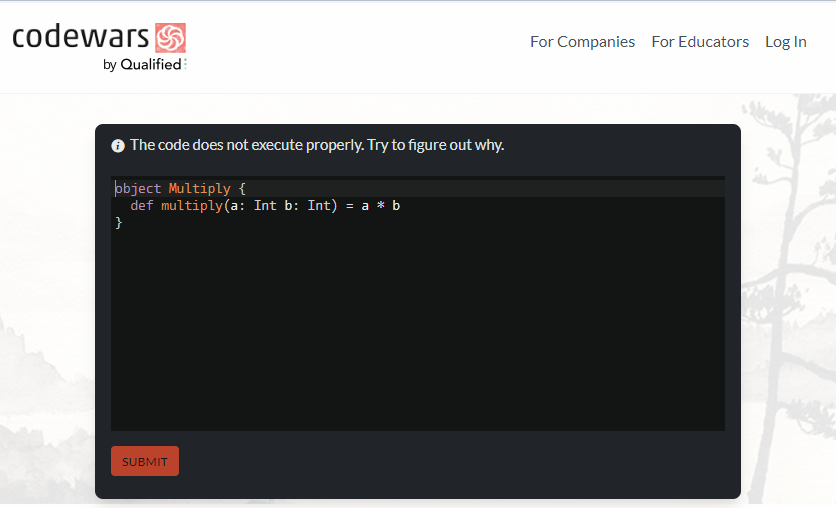 codewars
by Qualified
For Companies For Educators Log In
The code does not execute properly. Try to figure out why.
object Multiply {
  def multiply(a: Int b: Int) = a * b
}
SUBMIT